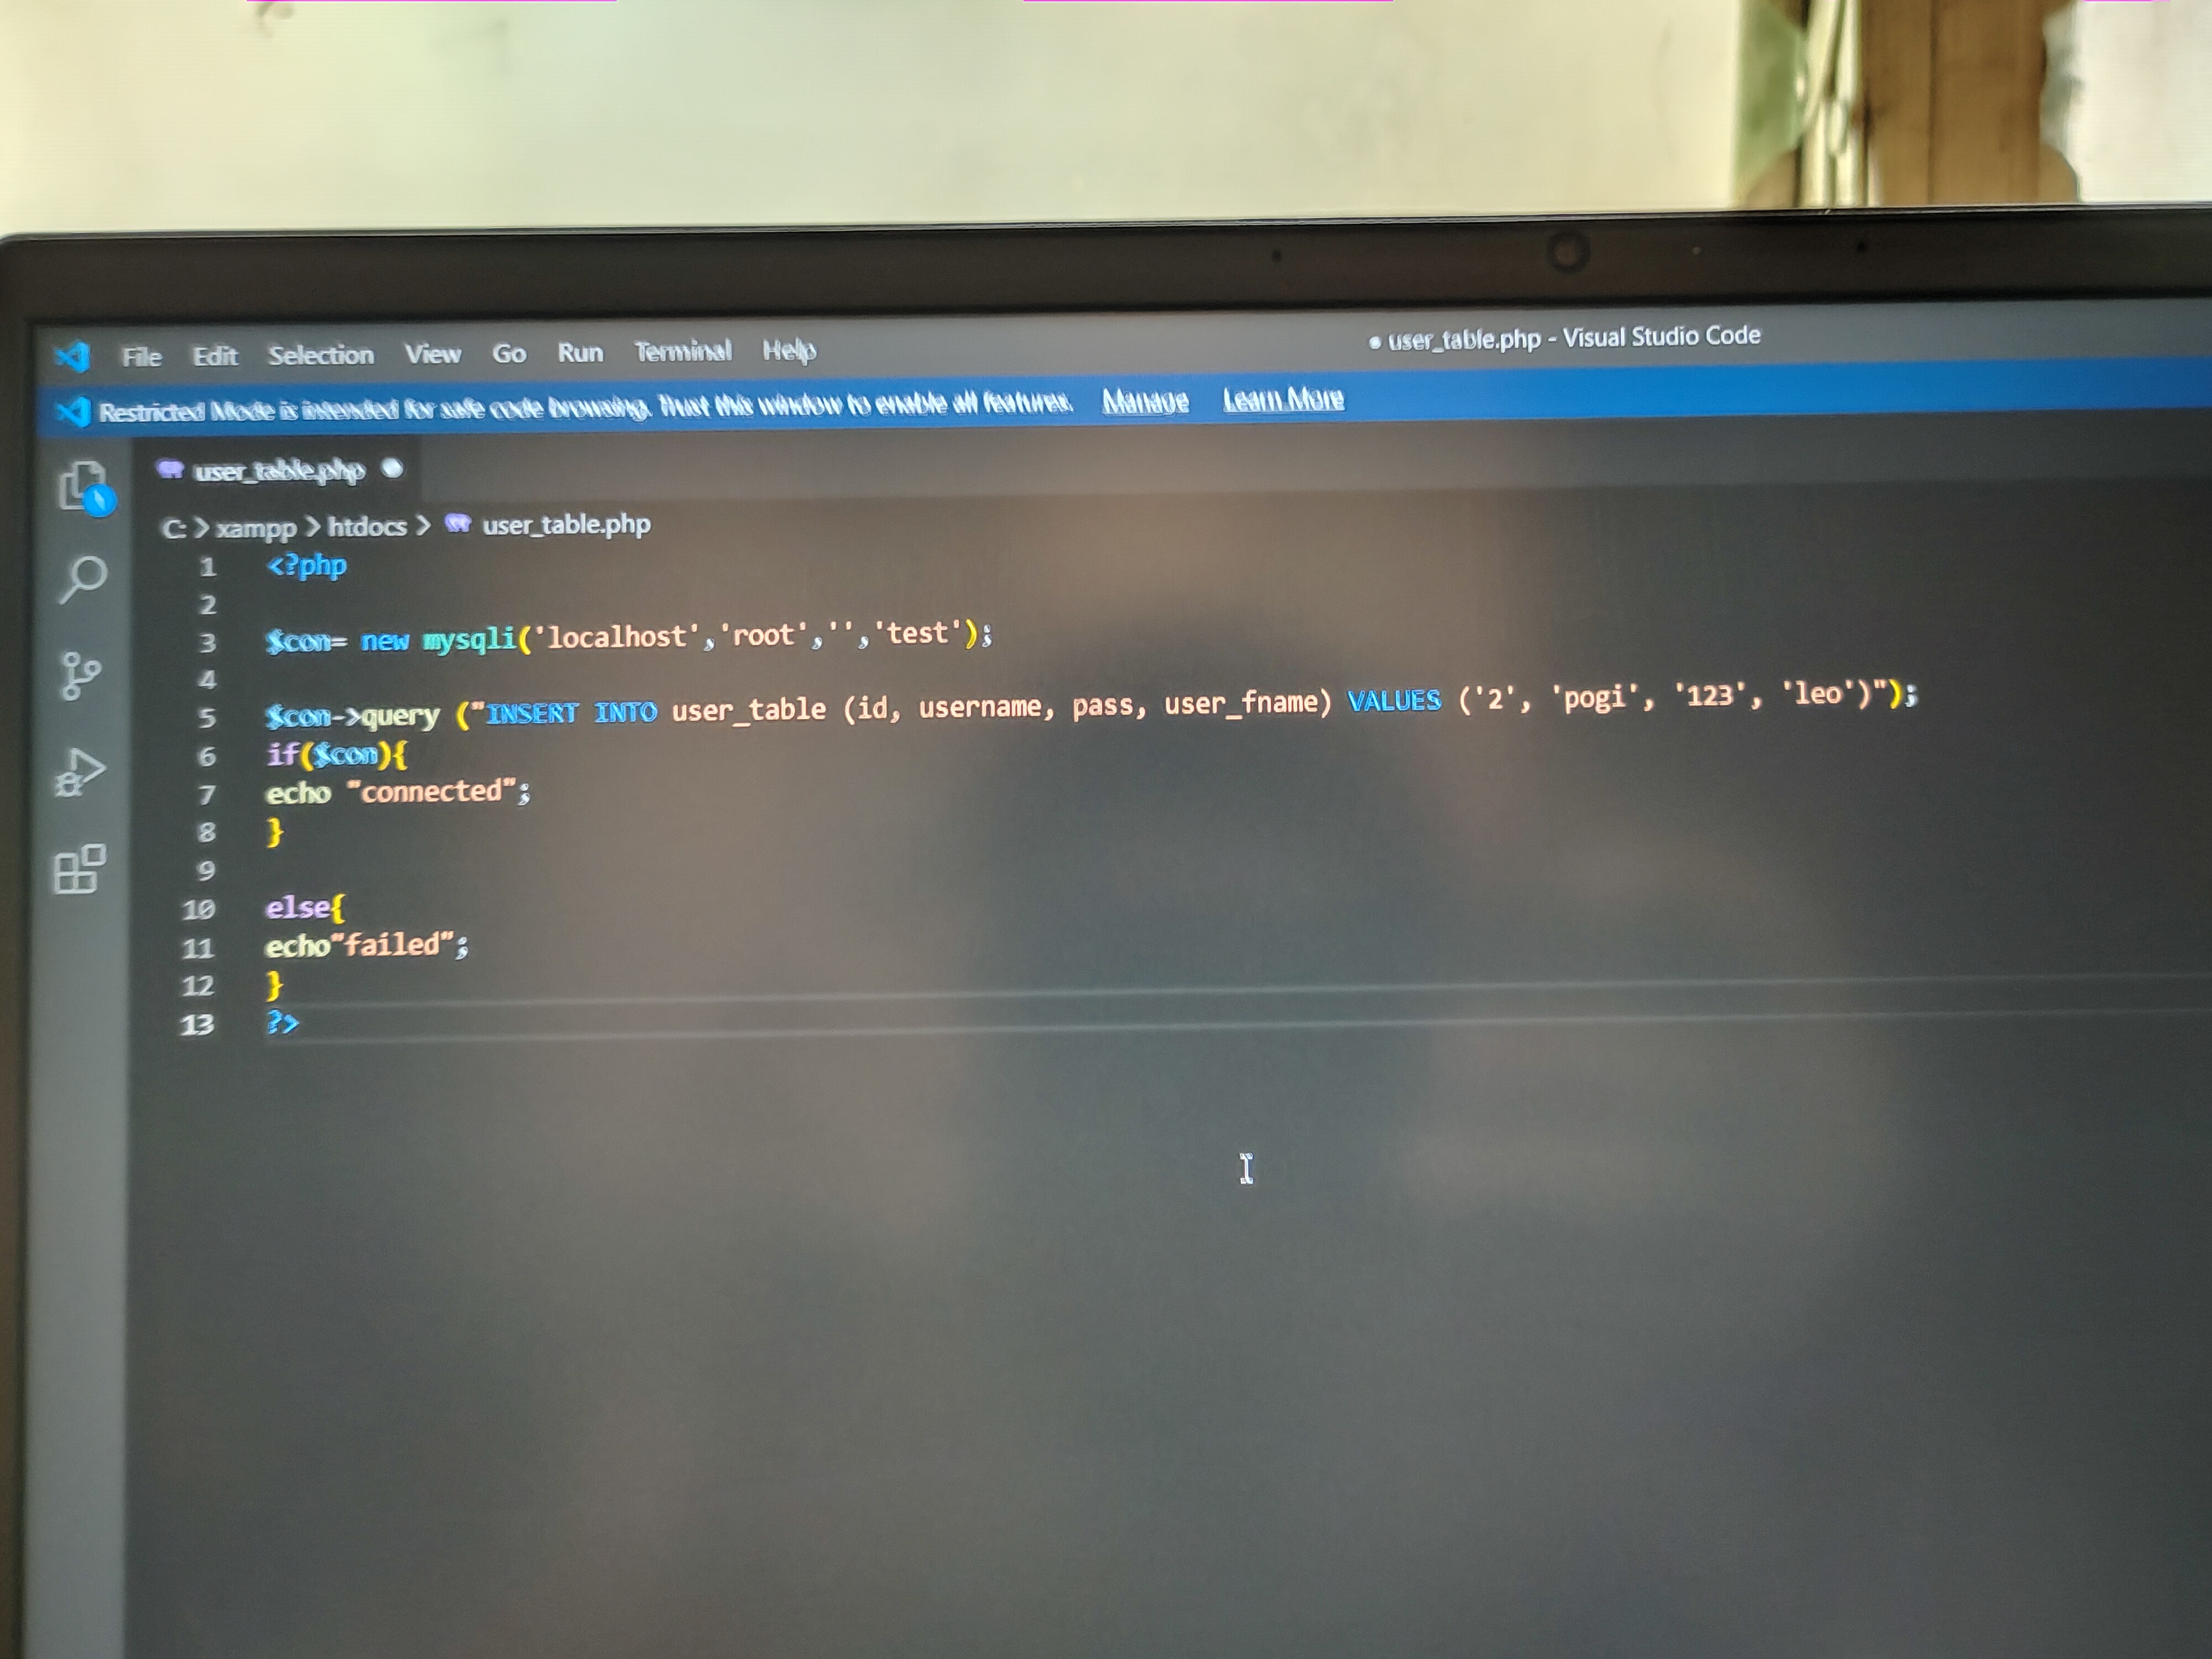 File Edit Selection View Go Run Terminal Help
● user_table.php - Visual Studio Code
Restricted Mode is intended for safe code browsing. Trust this window to enable all features. Manage Learn More
user_table.php ●
C: > xampp > htdocs > user_table.php
1 <?php
2
3 $con= new mysqli('localhost','root','','test');
4
5 $con->query ("INSERT INTO user_table (id, username, pass, user_fname) VALUES ('2', 'pogi', '123', 'leo')");
6 if($con){
7 echo "connected";
8 }
9
10 else{
11 echo"failed";
12 }
13 ?>